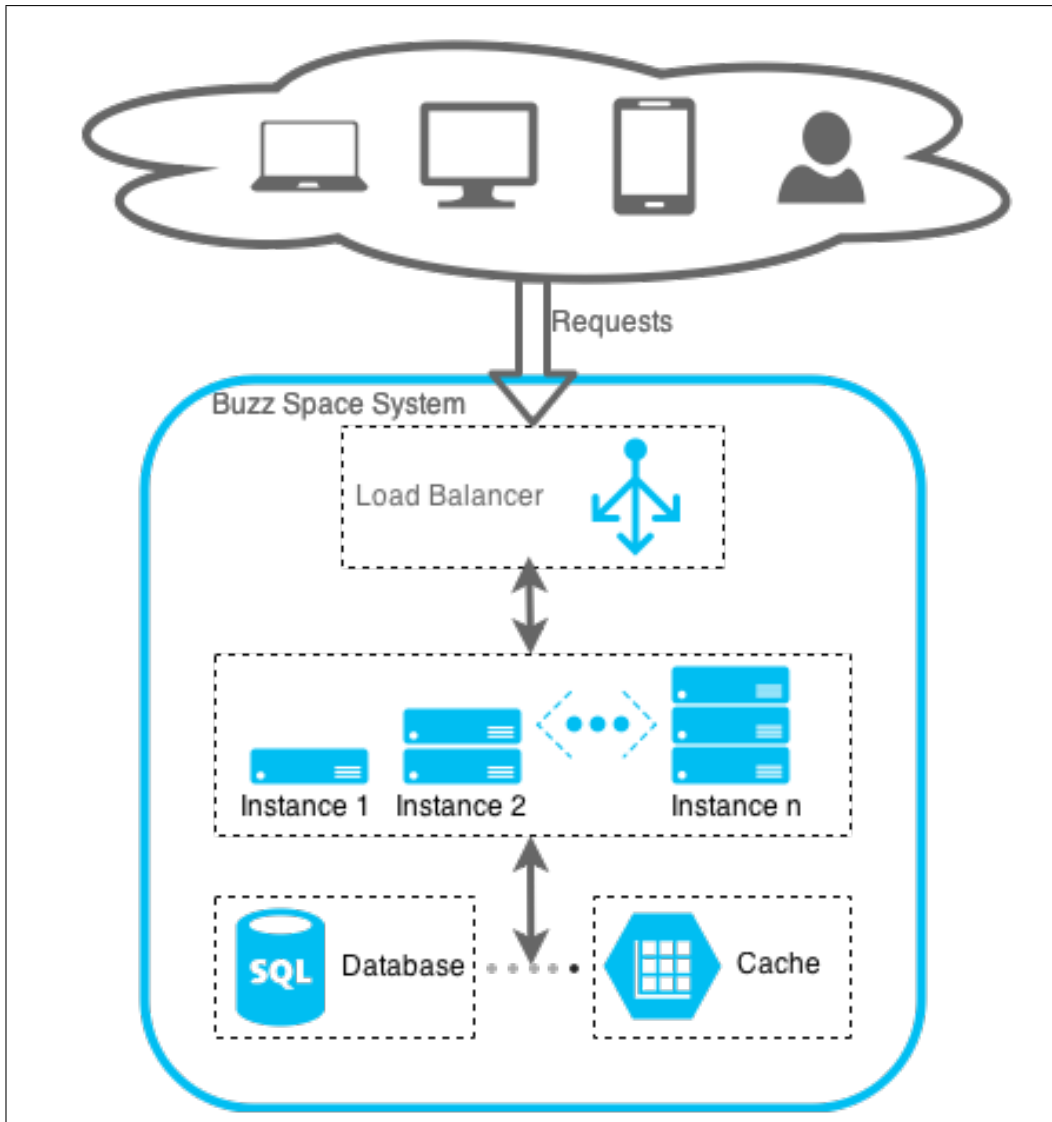 Requests
Buzz Space System
Load Balancer
Instance 1
Instance 2
Instance n
SQL
Database
Cache